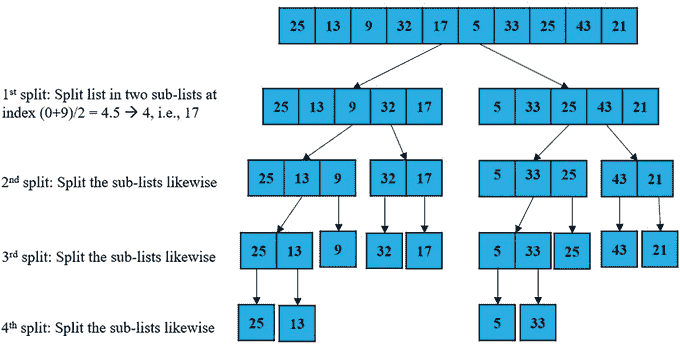 25 13 9 32 17 5 33 25 43 21
1st split: Split list in two sub-lists at
index (0+9)/2 = 4.5 → 4, i.e., 17
25 13 9 32 17 5 33 25 43 21
2nd split: Split the sub-lists likewise
25 13 9 32 17 5 33 25 43 21
3rd split: Split the sub-lists likewise
25 13 9 32 17 5 33 25 43 21
4th split: Split the sub-lists likewise
25 13 5 33